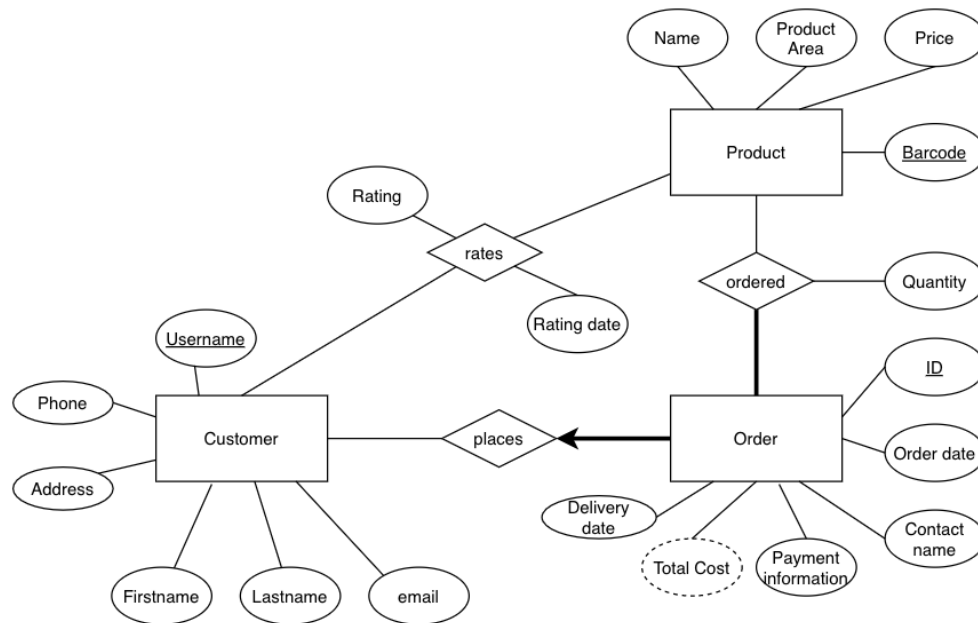 Name
Product
Area
Price
Product
Barcode
Rating
rates
ordered
Quantity
Rating date
Username
ID
Phone
Customer
places
Order
Order date
Address
Delivery
date
Contact
name
Total Cost
Payment
information
Firstname
Lastname
email